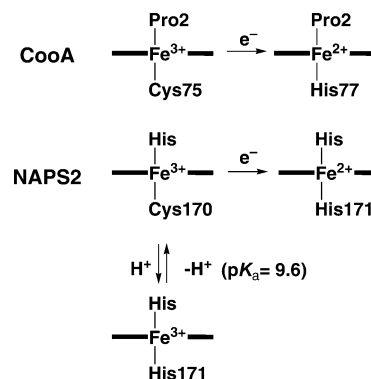 Pro2 Pro2
CooA Fe³⁺ e⁻ Fe²⁺
Cys75 His77
His His
NAPS2 Fe³⁺ e⁻ Fe²⁺
Cys170 His171
H⁺ -H⁺ (pKa= 9.6)
His
Fe³⁺
His171